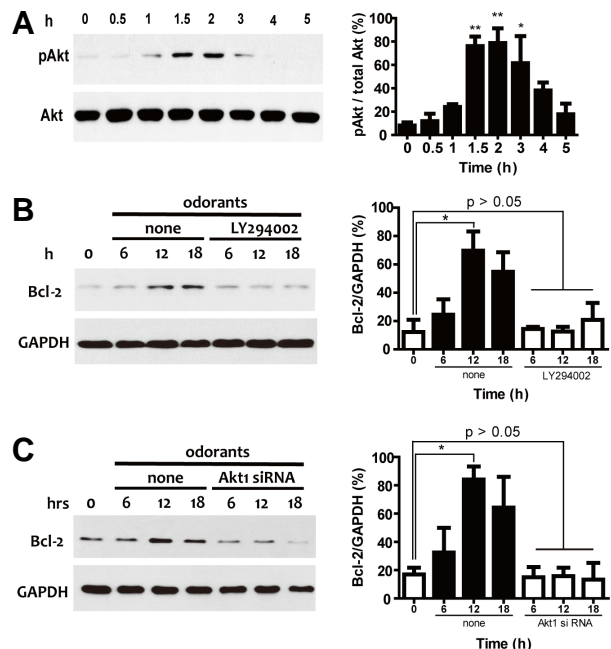 A
h 0 0.5 1 1.5 2 3 4 5
pAkt
Akt
pAkt / total Akt (%)
100
80
60
40
20
0
** ** *
0 0.5 1 1.5 2 3 4 5
Time (h)
B
odorants
none LY294002
h 0 6 12 18 6 12 18
Bcl-2
GAPDH
Bcl-2/GAPDH (%)
100
80
60
40
20
0
p > 0.05
*
0 6 12 18 6 12 18
none LY294002
Time (h)
C
odorants
none Akt1 siRNA
hrs 0 6 12 18 6 12 18
Bcl-2
GAPDH
Bcl-2/GAPDH (%)
100
80
60
40
20
0
p > 0.05
*
0 6 12 18 6 12 18
none Akt1 si RNA
Time (h)